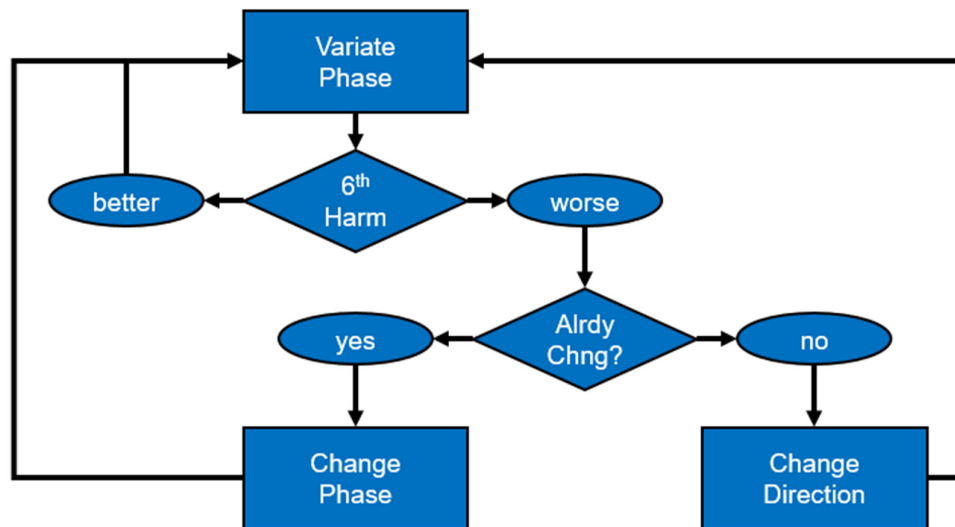 Variate
Phase
6th
Harm
better
worse
Alrdy
Chng?
yes
no
Change
Phase
Change
Direction